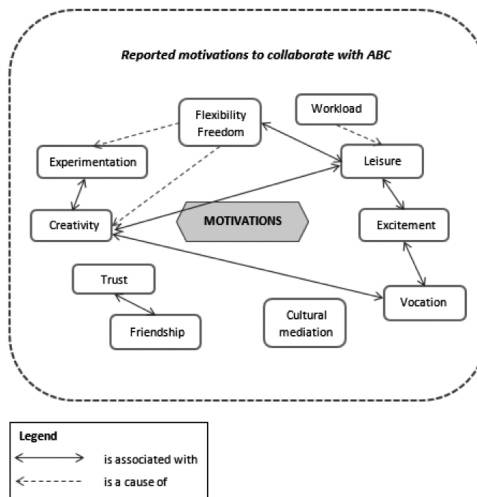 Reported motivations to collaborate with ABC
Flexibility
Freedom
Workload
Experimentation
Leisure
Creativity
MOTIVATIONS
Excitement
Trust
Vocation
Cultural
mediation
Friendship
Legend
is associated with
is a cause of